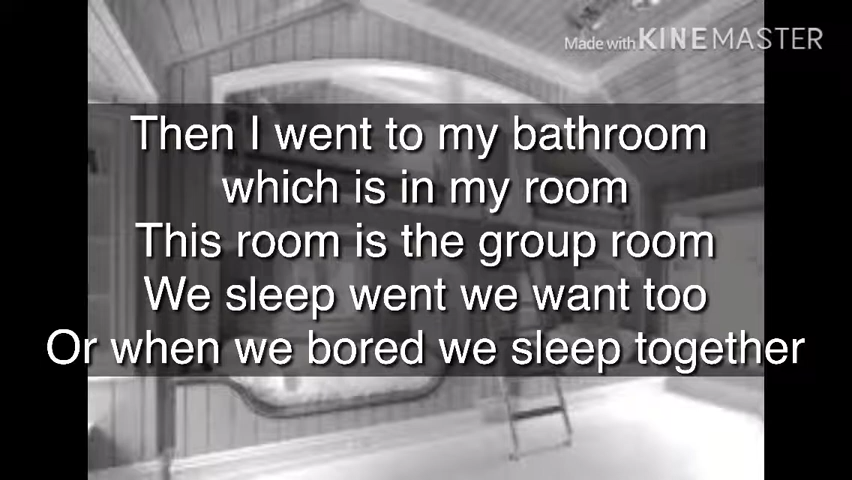 Made with KINEMASTER
Then I went to my bathroom
which is in my room
This room is the group room
We sleep went we want too
Or when we bored we sleep together